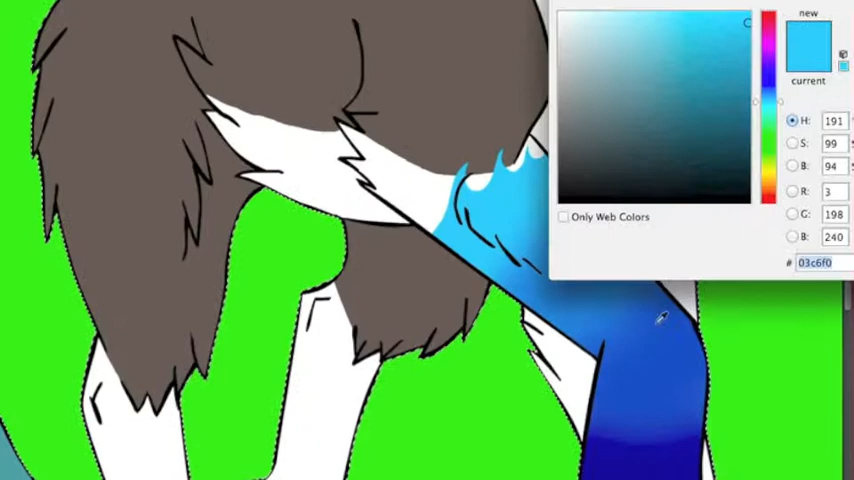 new
current
H: 191 °
S: 99
B: 94
R: 3
G: 198
B: 240
Only Web Colors
# 03c6f0